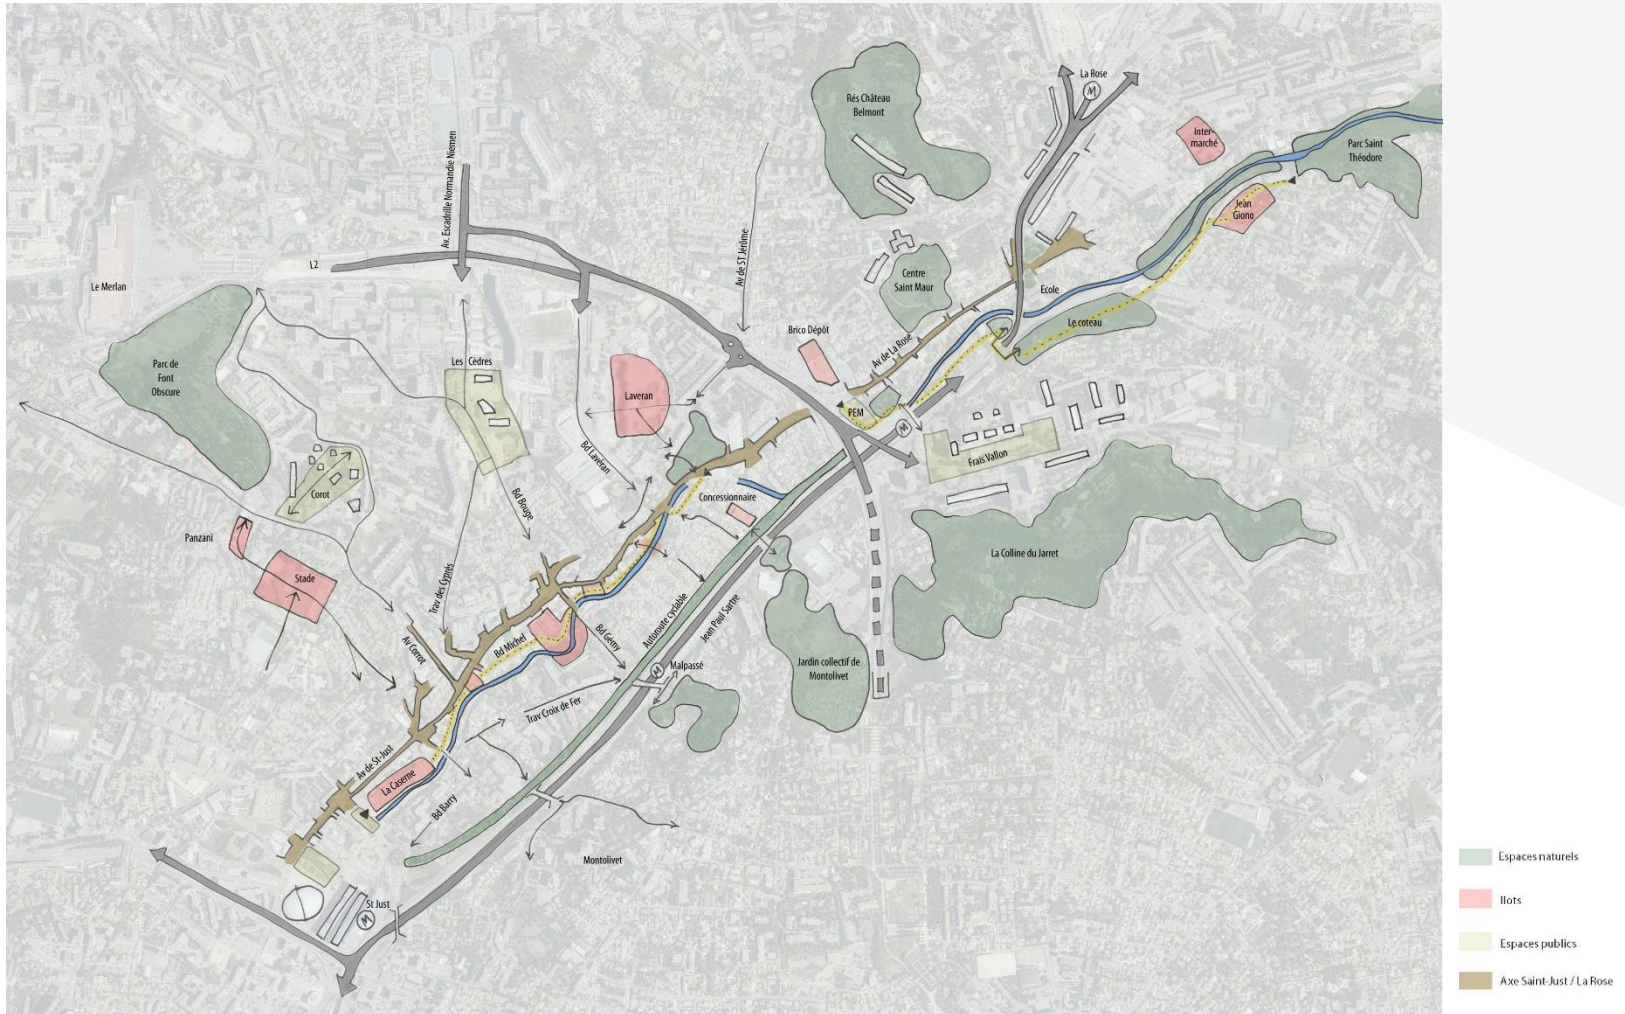 La Rose
M
Rés Château
Belmont
Inter-
marché
Parc Saint
Théodore
Av. Escadrille Normandie Niemen
Jean
Giono
L2
Av de ST Jérôme
Le Merlan
Centre
Saint Maur
Ecole
Le coteau
Brico Dépôt
Av de La Rose
Parc de
Font
Obscure
Les Cèdres
Laveran
PEM
M
Frais Vallon
Bd Lavéran
Corot
Bd Bouge
Concessionnaire
Panzani
La Colline du Jarret
Stade
Trav des Cyprès
Autoroute cyclable
Jean Paul Sartre
Av Corrot
Bd Michel
Bd Gemy
M
Malpassé
Jardin collectif de
Montolivet
Trav Croix de Fer
Av de St-Just
La Caserne
Bd Barry
Montolivet
St Just
M
Espaces naturels
Ilots
Espaces publics
Axe Saint-Just / La Rose